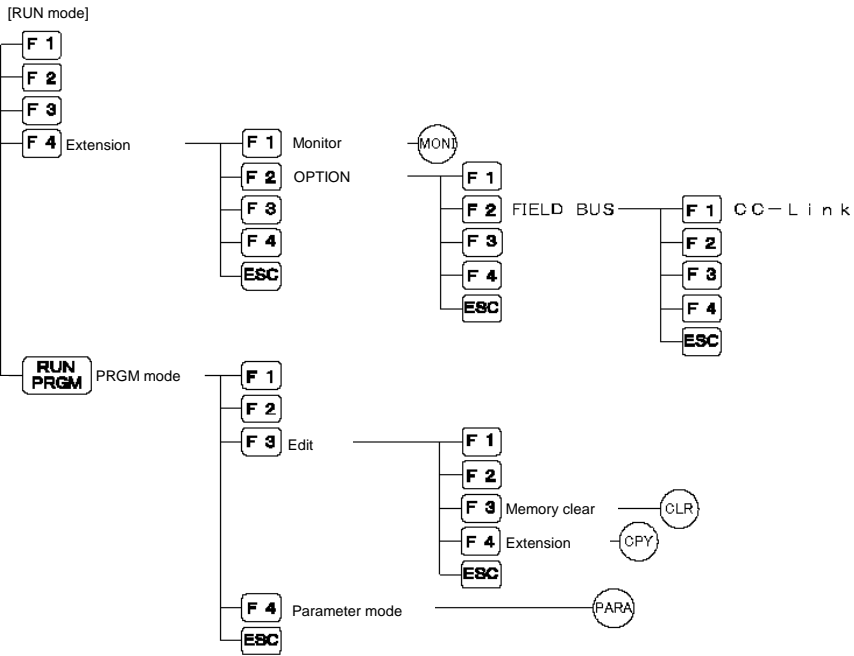 [RUN mode]
F 1
F 2
F 3
F 4 Extension
F 1 Monitor MONI
F 2 OPTION
F 3
F 4
ESC
F 1
F 2 FIELD BUS
F 3
F 4
ESC
F 1 CC-Link
F 2
F 3
F 4
ESC
RUN
PRGM PRGM mode
F 1
F 2
F 3 Edit
F 1
F 2
F 3 Memory clear CLR
F 4 Extension CPY
ESC
F 4 Parameter mode PARA
ESC